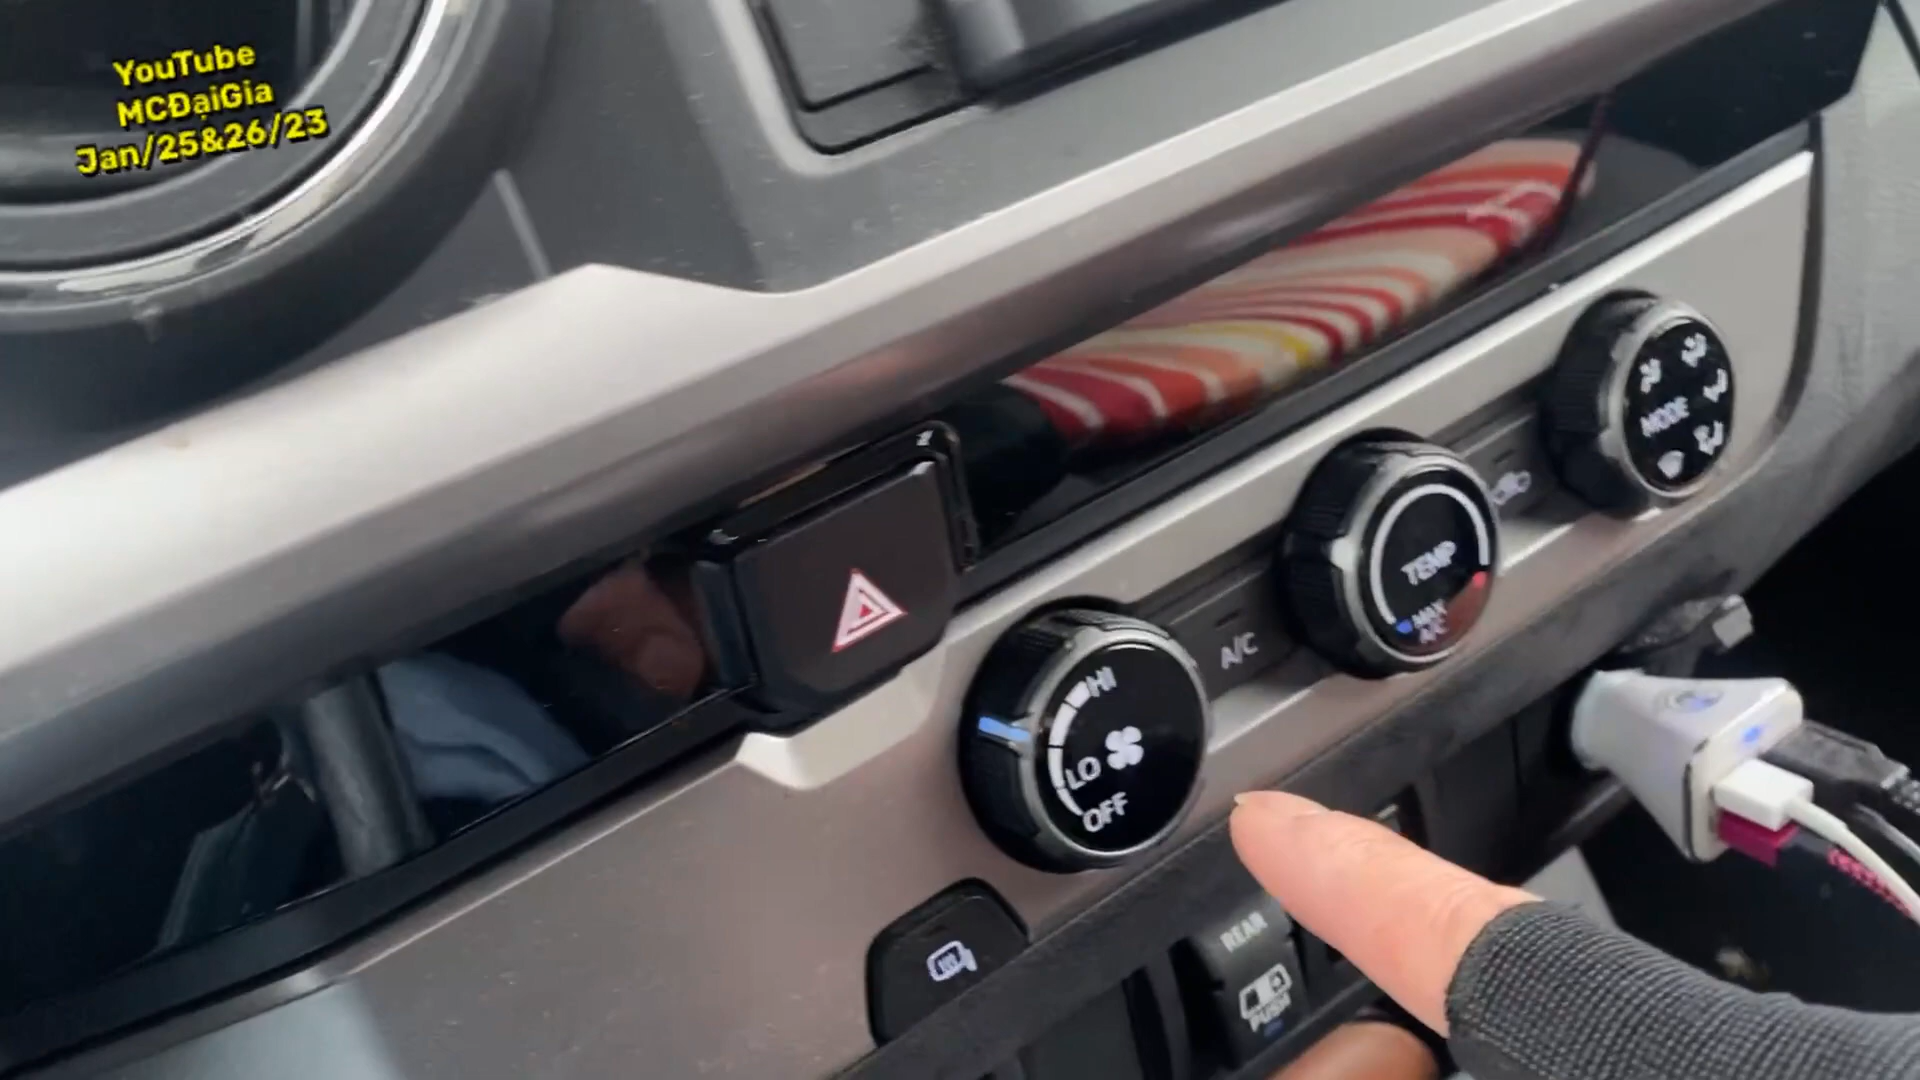 YouTube
MCĐạiGia
Jan/25&26/23
MODE
TEMP
MAX
A/C
A/C
HI
LO
OFF
REAR
PUSH